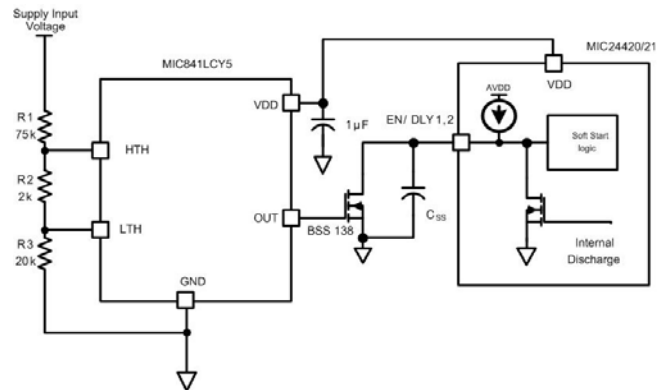 Supply Input
Voltage
MIC841LCY5
MIC24420/21
R1
75k
HTH
R2
2k
LTH
R3
20k
VDD
1µF
OUT
BSS 138
GND
EN/ DLY 1,2
CSS
VDD
AVDD
Soft Start
logic
Internal
Discharge